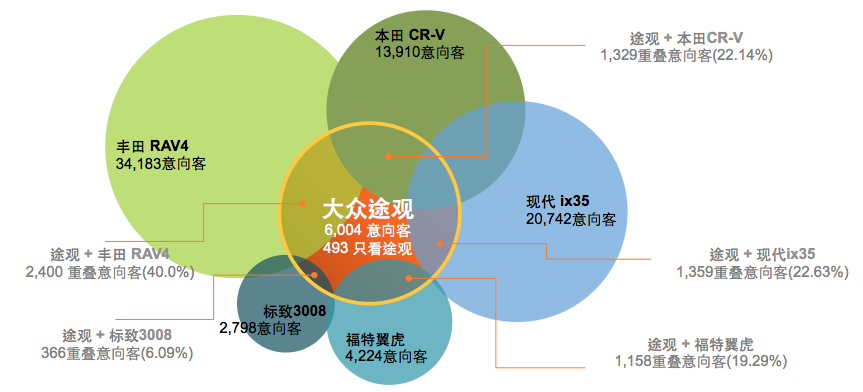 本田 CR-V
13,910意向客
途观 + 本田CR-V
1,329重叠意向客(22.14%)
丰田 RAV4
34,183意向客
大众途观
6,004 意向客
493 只看途观
现代 ix35
20,742意向客
途观 + 丰田 RAV4
2,400 重叠意向客(40.0%)
途观 + 现代ix35
1,359重叠意向客(22.63%)
标致3008
2,798意向客
途观 + 标致3008
366重叠意向客(6.09%)
福特翼虎
4,224意向客
途观 + 福特翼虎
1,158重叠意向客(19.29%)